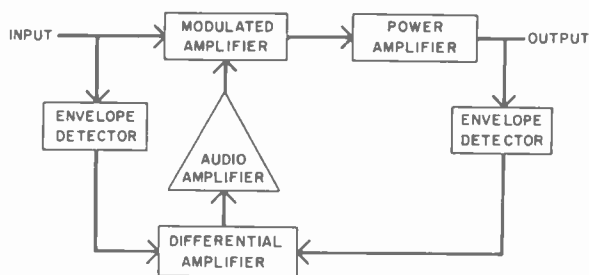 INPUT
MODULATED
AMPLIFIER
POWER
AMPLIFIER
OUTPUT
ENVELOPE
DETECTOR
ENVELOPE
DETECTOR
AUDIO
AMPLIFIER
DIFFERENTIAL
AMPLIFIER